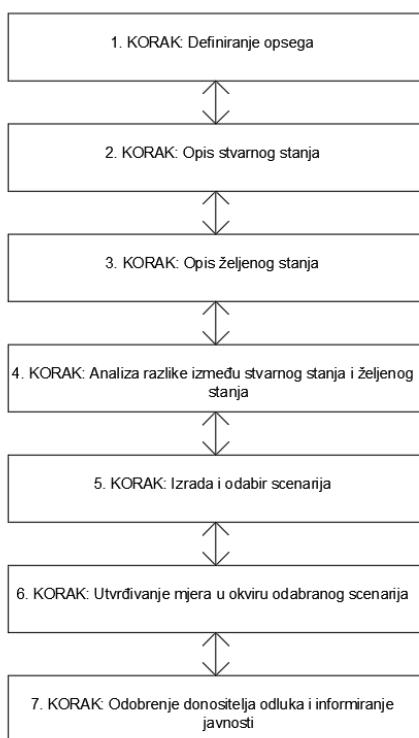 1. KORAK: Definiranje opsega
2. KORAK: Opis stvarnog stanja
3. KORAK: Opis željenog stanja
4. KORAK: Analiza razlike između stvarnog stanja i željenog
stanja
5. KORAK: Izrada i odabir scenarija
6. KORAK: Utvrđivanje mjera u okviru odabranog scenarija
7. KORAK: Odobrenje donositelja odluka i informiranje
javnosti